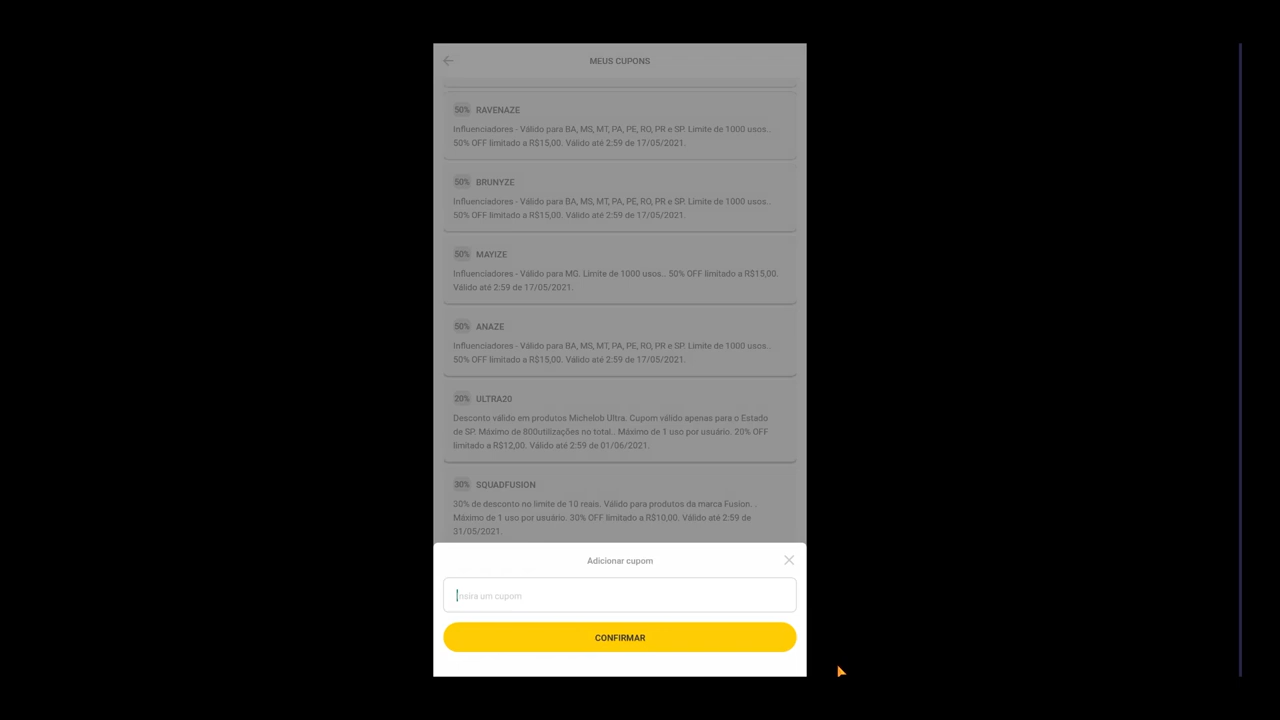 MEUS CUPONS
50% RAVENAZE
Influenciadores - Válido para BA, MS, MT, PA, PE, RO, PR e SP. Limite de 1000 usos..
50% OFF limitado a R$15,00. Válido até 2:59 de 17/05/2021.
50% BRUNYZE
Influenciadores - Válido para BA, MS, MT, PA, PE, RO, PR e SP. Limite de 1000 usos..
50% OFF limitado a R$15,00. Válido até 2:59 de 17/05/2021.
50% MAYIZE
Influenciadores - Válido para MG. Limite de 1000 usos.. 50% OFF limitado a R$15,00.
Válido até 2:59 de 17/05/2021.
50% ANAZE
Influenciadores - Válido para BA, MS, MT, PA, PE, RO, PR e SP. Limite de 1000 usos..
50% OFF limitado a R$15,00. Válido até 2:59 de 17/05/2021.
20% ULTRA20
Desconto válido em produtos Michelob Ultra. Cupom válido apenas para o Estado
de SP. Máximo de 800utilizações no total.. Máximo de 1 uso por usuário. 20% OFF
limitado a R$12,00. Válido até 2:59 de 01/06/2021.
30% SQUADFUSION
30% de desconto no limite de 10 reais. Válido para produtos da marca Fusion. .
Máximo de 1 uso por usuário. 30% OFF limitado a R$10,00. Válido até 2:59 de
31/05/2021.
Adicionar cupom
Insira um cupom
CONFIRMAR